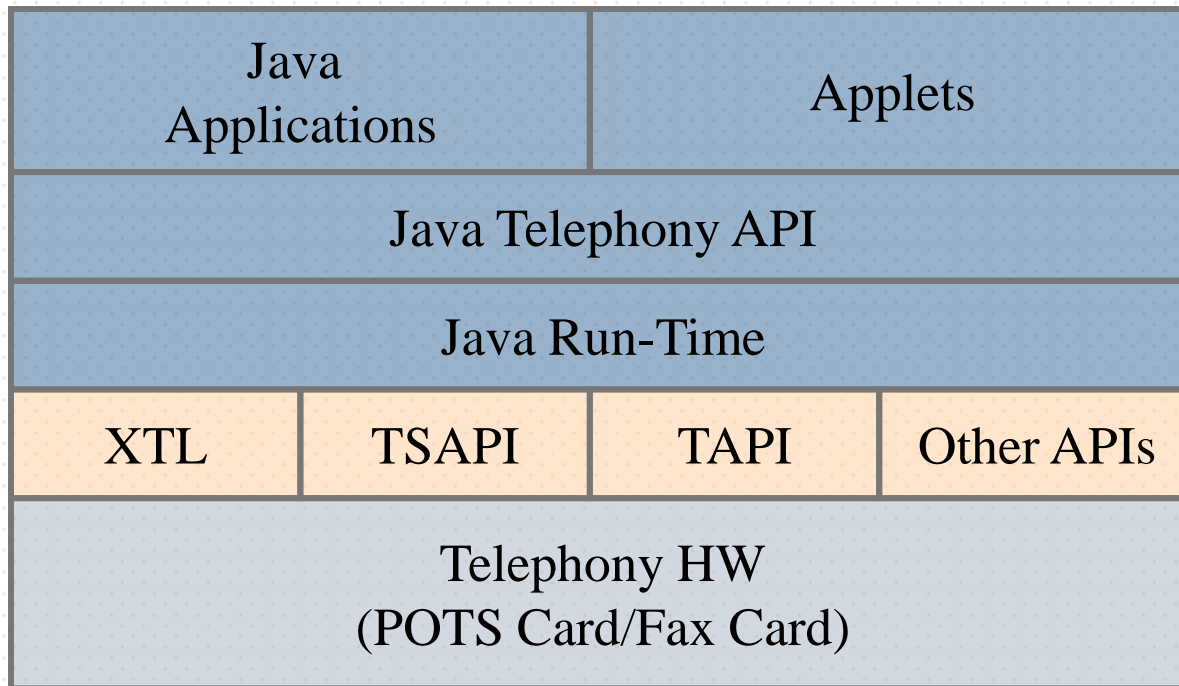 Java
Applications
Applets
Java Telephony API
Java Run-Time
XTL
TSAPI
TAPI
Other APIs
Telephony HW
(POTS Card/Fax Card)